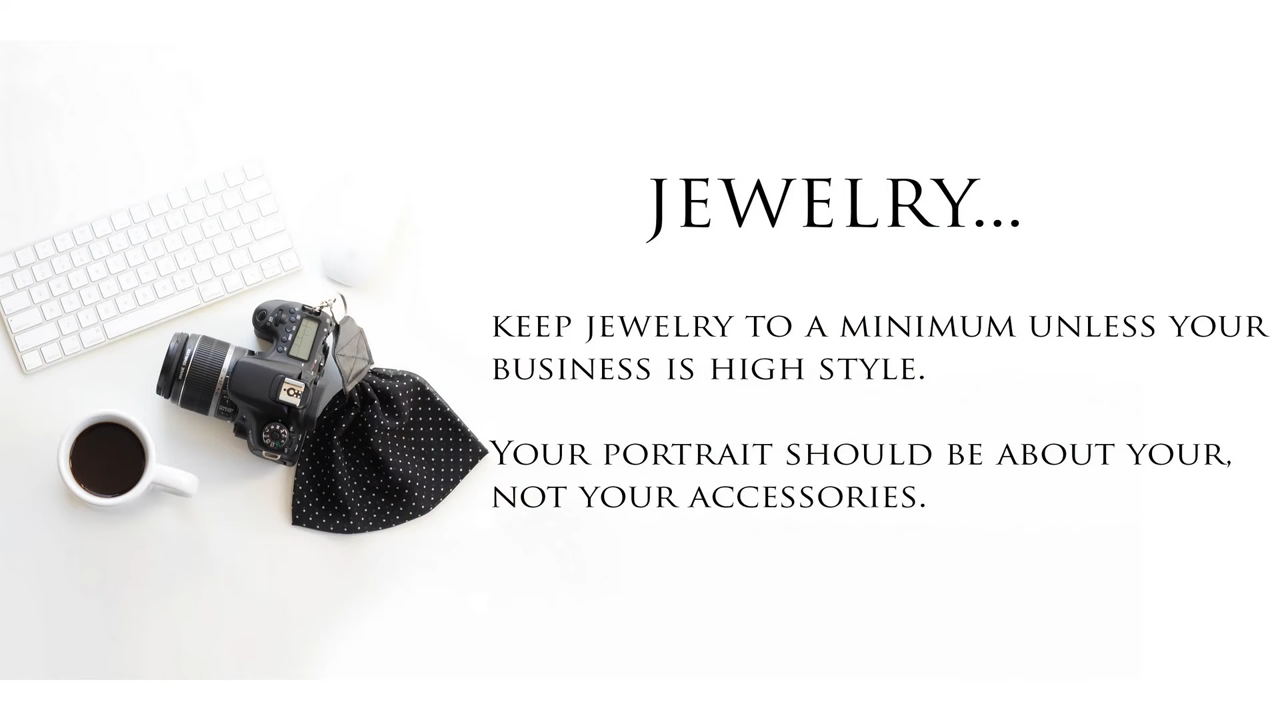 JEWELRY...
KEEP JEWELRY TO A MINIMUM UNLESS YOUR
BUSINESS IS HIGH STYLE.
YOUR PORTRAIT SHOULD BE ABOUT YOUR,
NOT YOUR ACCESSORIES.